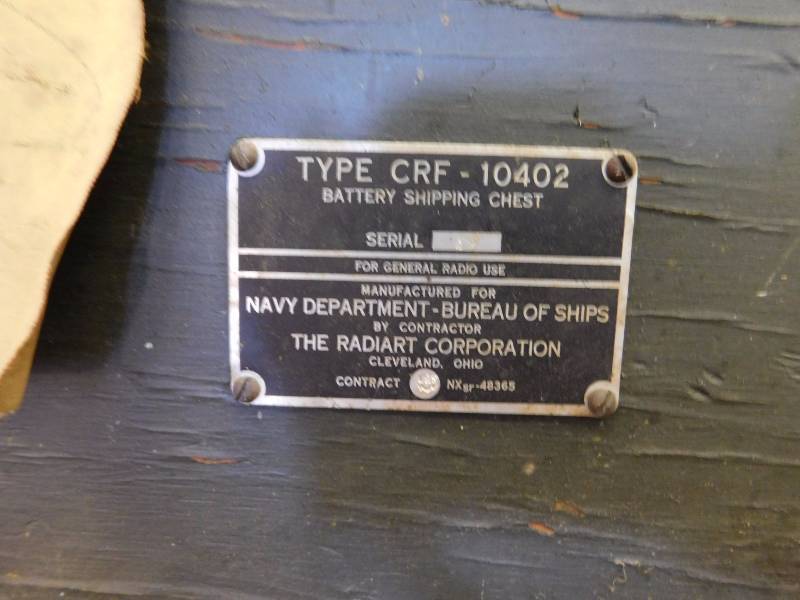 TYPE CRF - 10402
BATTERY SHIPPING CHEST
SERIAL
FOR GENERAL RADIO USE
MANUFACTURED FOR
NAVY DEPARTMENT - BUREAU OF SHIPS
BY CONTRACTOR
THE RADIART CORPORATION
CLEVELAND, OHIO
CONTRACT NXsr-48365